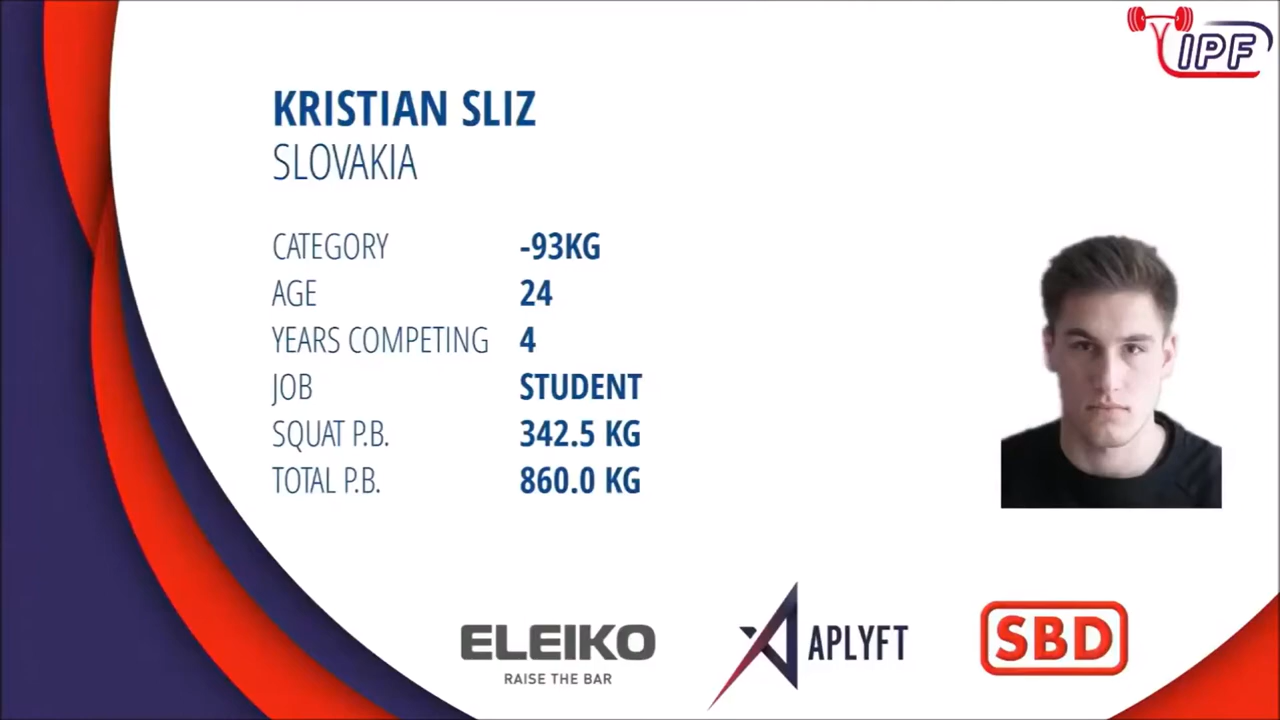 IPF
KRISTIAN SLIZ
SLOVAKIA
CATEGORY -93KG
AGE 24
YEARS COMPETING 4
JOB STUDENT
SQUAT P.B. 342.5 KG
TOTAL P.B. 860.0 KG
ELEIKO
RAISE THE BAR
APLYFT
SBD